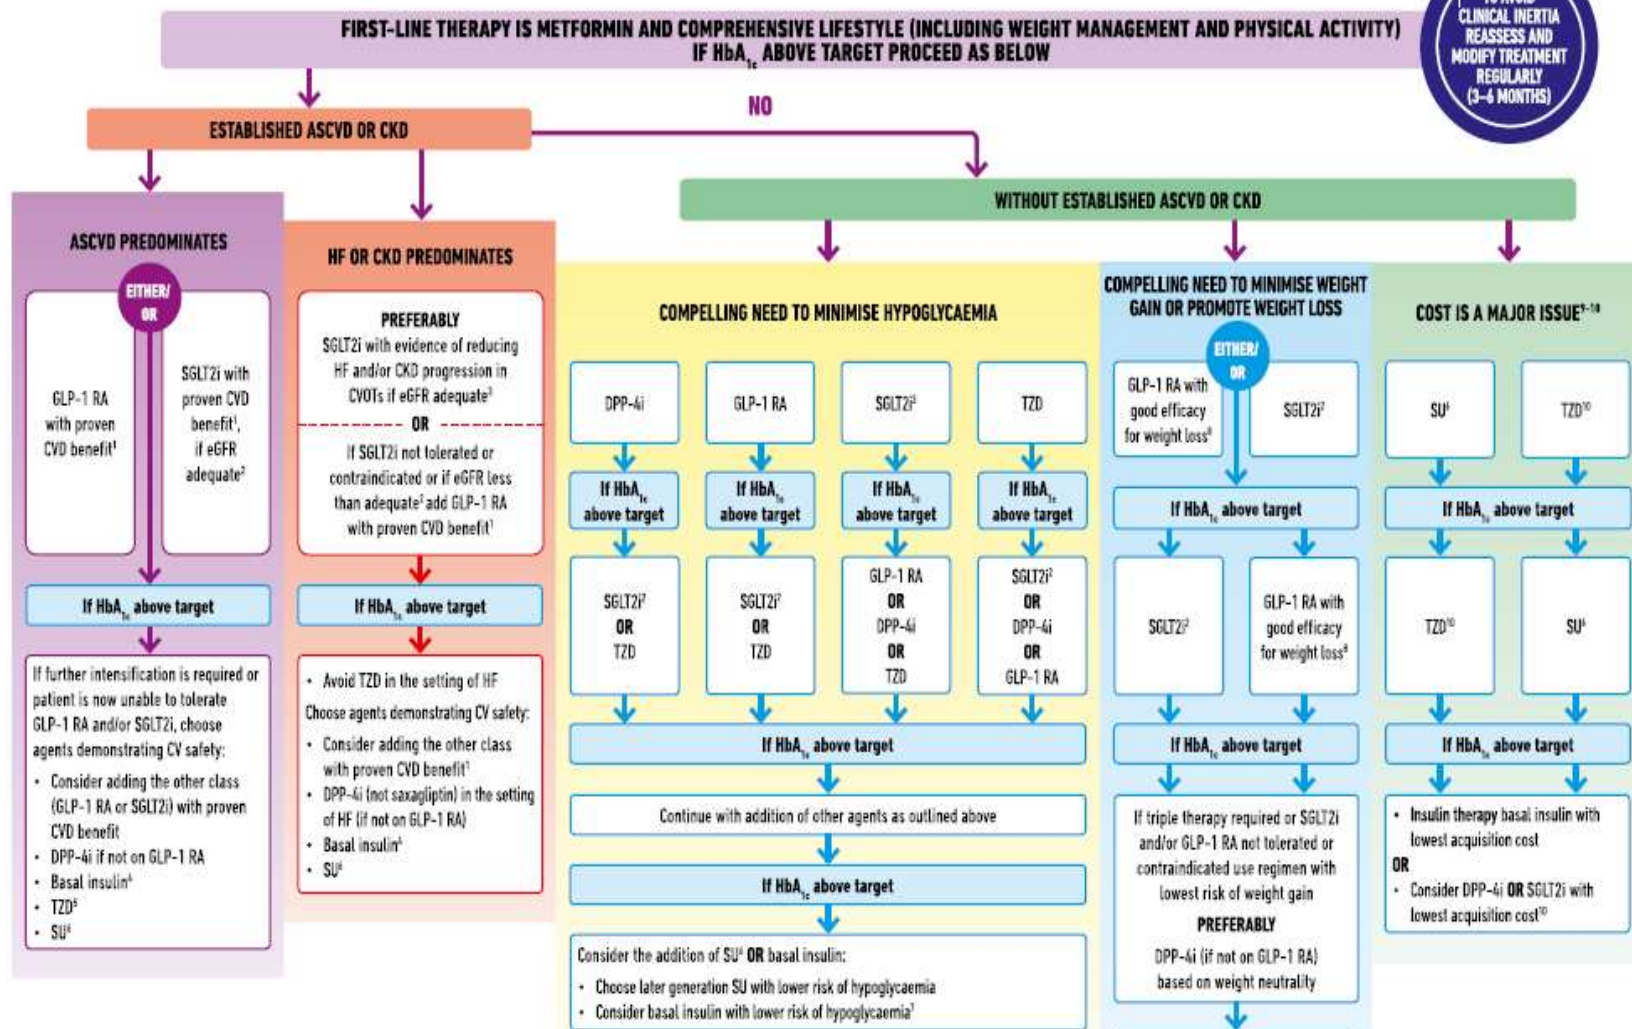 FIRST-LINE THERAPY IS METFORMIN AND COMPREHENSIVE LIFESTYLE (INCLUDING WEIGHT MANAGEMENT AND PHYSICAL ACTIVITY)
IF HbA1c ABOVE TARGET PROCEED AS BELOW
TO AVOID
CLINICAL INERTIA
REASSESS AND
MODIFY TREATMENT
REGULARLY
(3–6 MONTHS)
NO
ESTABLISHED ASCVD OR CKD
WITHOUT ESTABLISHED ASCVD OR CKD
ASCVD PREDOMINATES
EITHER/
OR
GLP-1 RA
with proven
CVD benefit¹
SGLT2i with
proven CVD
benefit¹,
if eGFR
adequate²
If HbA1c above target
If further intensification is required or
patient is now unable to tolerate
GLP-1 RA and/or SGLT2i, choose
agents demonstrating CV safety:
• Consider adding the other class
(GLP-1 RA or SGLT2i) with proven
CVD benefit
• DPP-4i if not on GLP-1 RA
• Basal insulin⁴
• TZD⁵
• SU⁶
HF OR CKD PREDOMINATES
PREFERABLY
SGLT2i with evidence of reducing
HF and/or CKD progression in
CVOTs if eGFR adequate³
OR
If SGLT2i not tolerated or
contraindicated or if eGFR less
than adequate² add GLP-1 RA
with proven CVD benefit¹
If HbA1c above target
• Avoid TZD in the setting of HF
Choose agents demonstrating CV safety:
• Consider adding the other class
with proven CVD benefit¹
• DPP-4i (not saxagliptin) in the setting
of HF (if not on GLP-1 RA)
• Basal insulin⁴
• SU⁶
COMPELLING NEED TO MINIMISE HYPOGLYCAEMIA
DPP-4i
GLP-1 RA
SGLT2i²
TZD
If HbA1c
above target
If HbA1c
above target
If HbA1c
above target
If HbA1c
above target
SGLT2i²
OR
TZD
SGLT2i²
OR
TZD
GLP-1 RA
OR
DPP-4i
OR
TZD
SGLT2i²
OR
DPP-4i
OR
GLP-1 RA
If HbA1c above target
Continue with addition of other agents as outlined above
If HbA1c above target
Consider the addition of SU⁶ OR basal insulin:
• Choose later generation SU with lower risk of hypoglycaemia
• Consider basal insulin with lower risk of hypoglycaemia⁷
COMPELLING NEED TO MINIMISE WEIGHT
GAIN OR PROMOTE WEIGHT LOSS
EITHER/
OR
GLP-1 RA with
good efficacy
for weight loss⁸
SGLT2i²
If HbA1c above target
SGLT2i²
GLP-1 RA with
good efficacy
for weight loss⁸
If HbA1c above target
If triple therapy required or SGLT2i
and/or GLP-1 RA not tolerated or
contraindicated use regimen with
lowest risk of weight gain
PREFERABLY
DPP-4i (if not on GLP-1 RA)
based on weight neutrality
COST IS A MAJOR ISSUE⁹⁻¹⁰
SU⁶
TZD¹⁰
If HbA1c above target
TZD¹⁰
SU⁶
If HbA1c above target
• Insulin therapy basal insulin with
lowest acquisition cost
OR
• Consider DPP-4i OR SGLT2i with
lowest acquisition cost¹⁰